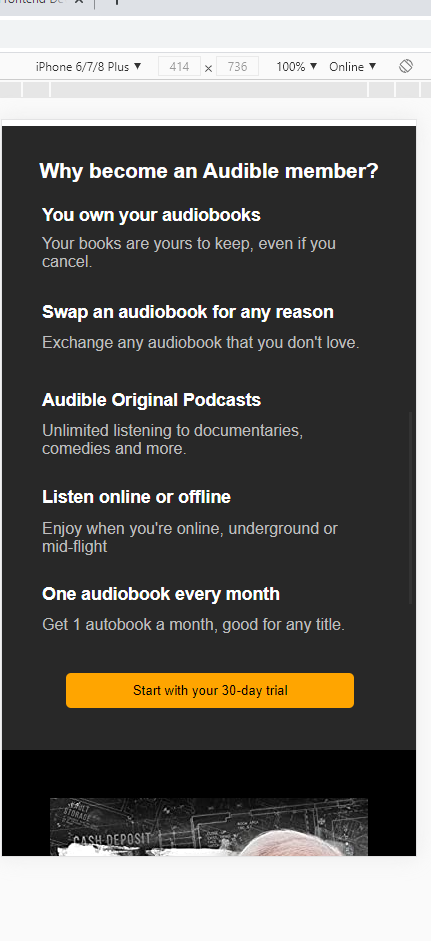 Frontend De
iPhone 6/7/8 Plus ▼ 414 × 736 100% ▼ Online ▼
Why become an Audible member?
You own your audiobooks
Your books are yours to keep, even if you
cancel.
Swap an audiobook for any reason
Exchange any audiobook that you don't love.
Audible Original Podcasts
Unlimited listening to documentaries,
comedies and more.
Listen online or offline
Enjoy when you're online, underground or
mid-flight
One audiobook every month
Get 1 autobook a month, good for any title.
Start with your 30-day trial
VAULT
STORAGE
CASH DEPOSIT